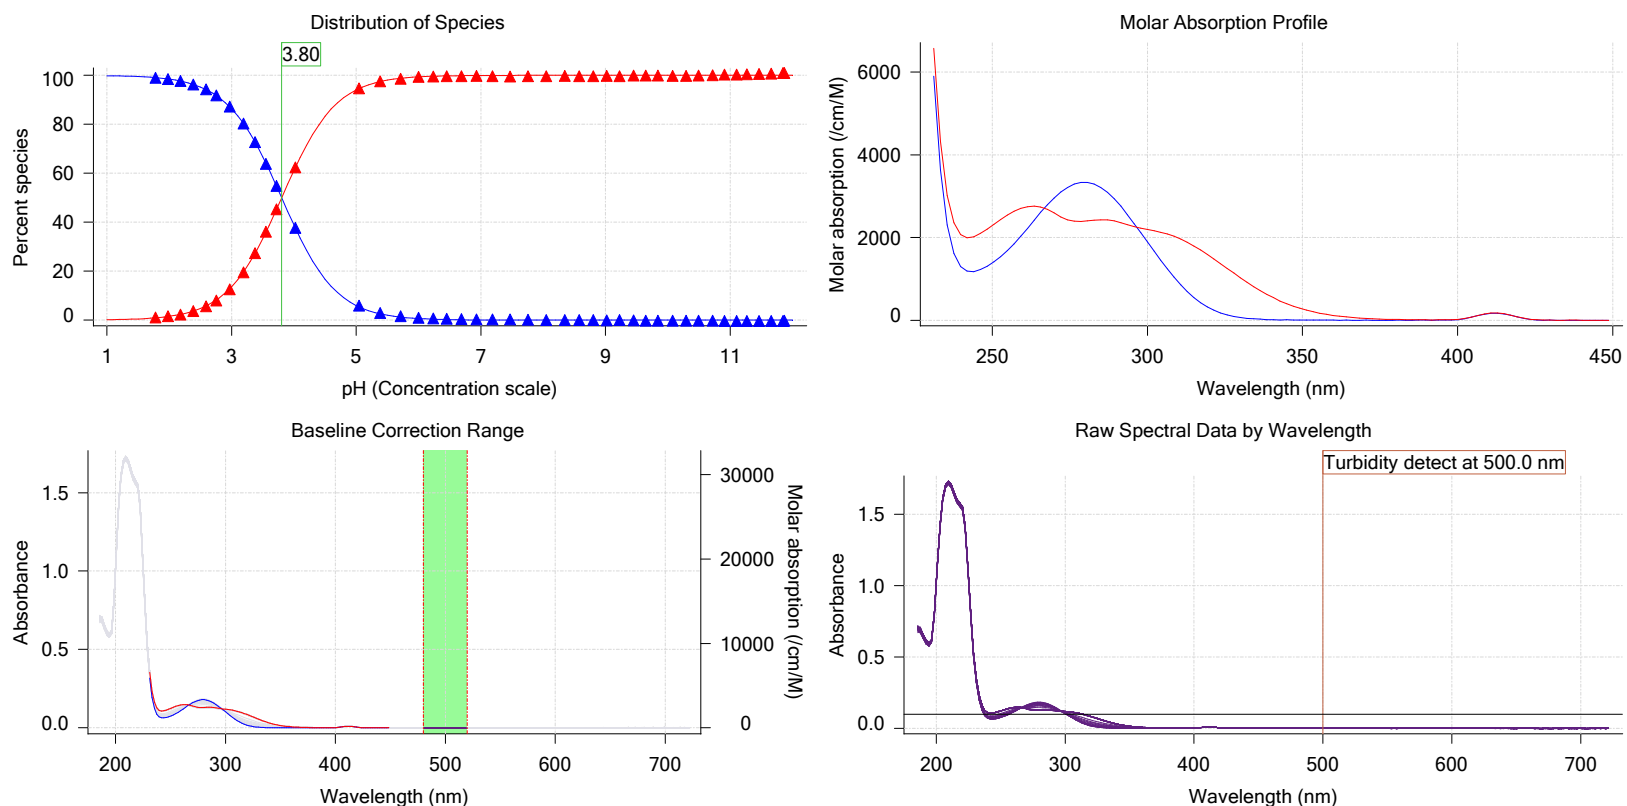 Distribution of Species
3.80
Percent species
100
80
60
40
20
0
1 3 5 7 9 11
pH (Concentration scale)
Molar Absorption Profile
Molar absorption (/cm/M)
6000
4000
2000
0
250 300 350 400 450
Wavelength (nm)
Baseline Correction Range
Absorbance
1.5
1.0
0.5
0.0
30000
20000
10000
0
Molar absorption (/cm/M)
200 300 400 500 600 700
Wavelength (nm)
Raw Spectral Data by Wavelength
Turbidity detect at 500.0 nm
Absorbance
1.5
1.0
0.5
0.0
200 300 400 500 600 700
Wavelength (nm)